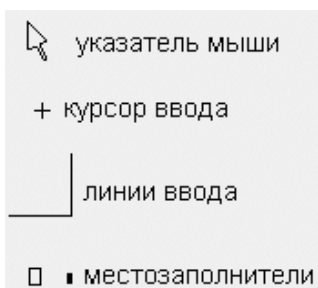 указатель мыши
курсор ввода
линии ввода
местозаполнители